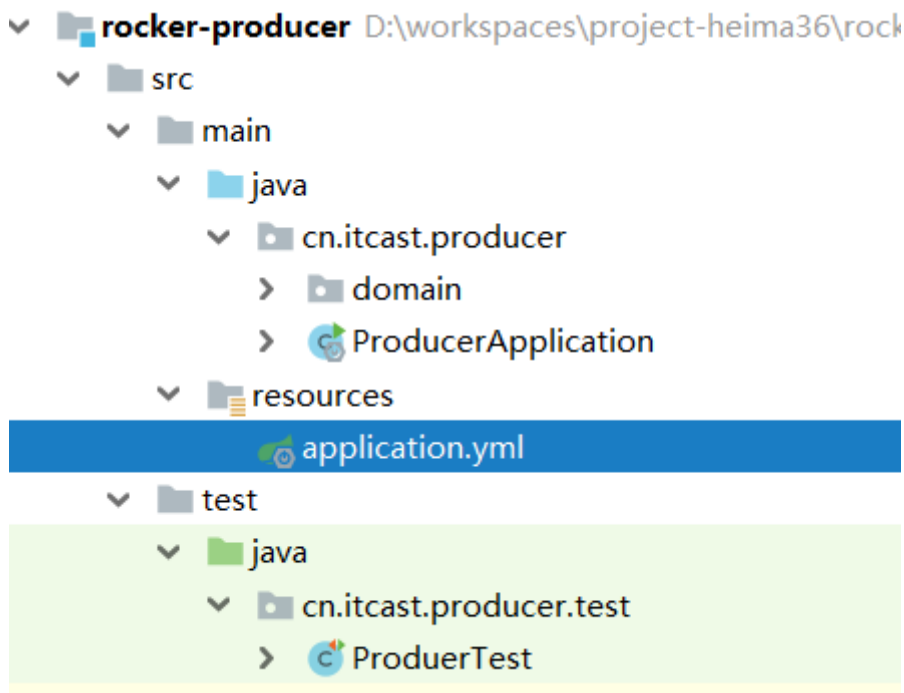 rocker-producer D:\workspaces\project-heima36\rock
src
main
java
cn.itcast.producer
domain
ProducerApplication
resources
application.yml
test
java
cn.itcast.producer.test
ProduerTest